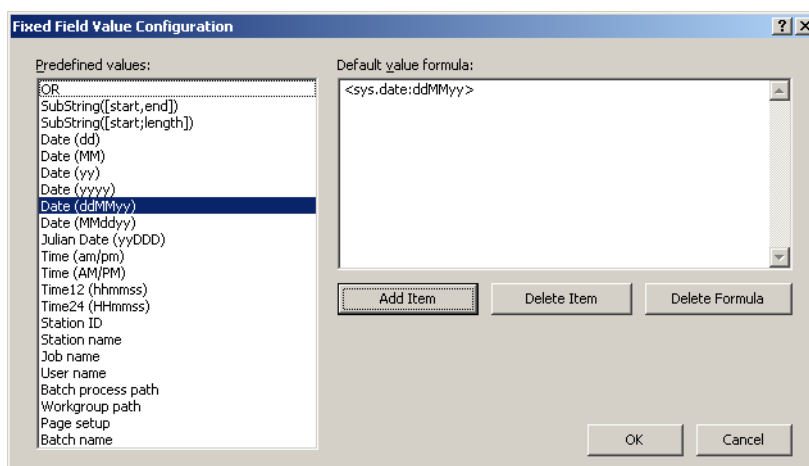 Fixed Field Value Configuration
Predefined values:
OR
SubString([start,end])
SubString([start;length])
Date (dd)
Date (MM)
Date (yy)
Date (yyyy)
Date (ddMMyy)
Date (MMddyy)
Julian Date (yyDDD)
Time (am/pm)
Time (AM/PM)
Time12 (hhmmss)
Time24 (HHmmss)
Station ID
Station name
Job name
User name
Batch process path
Workgroup path
Page setup
Batch name
Default value formula:
<sys.date:ddMMyy>
Add Item
Delete Item
Delete Formula
OK
Cancel